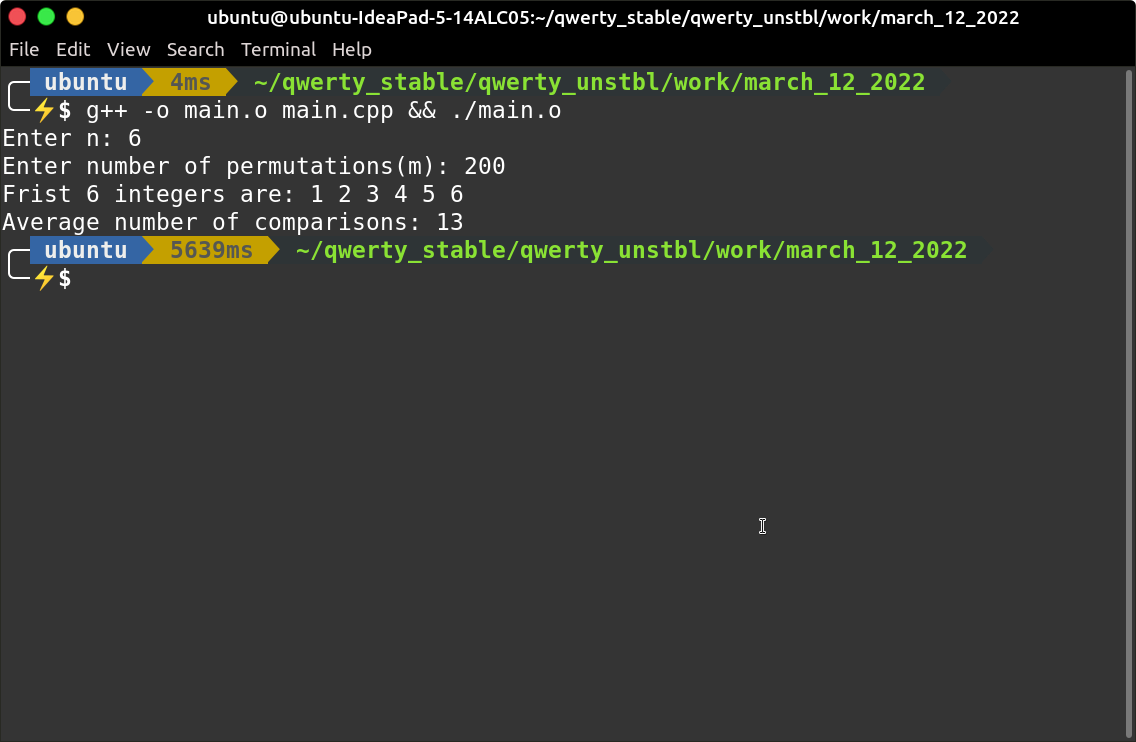 ubuntu@ubuntu-IdeaPad-5-14ALC05:~/qwerty_stable/qwerty_unstbl/work/march_12_2022
File Edit View Search Terminal Help
ubuntu 4ms ~/qwerty_stable/qwerty_unstbl/work/march_12_2022
⚡$ g++ -o main.o main.cpp && ./main.o
Enter n: 6
Enter number of permutations(m): 200
Frist 6 integers are: 1 2 3 4 5 6
Average number of comparisons: 13
ubuntu 5639ms ~/qwerty_stable/qwerty_unstbl/work/march_12_2022
⚡$